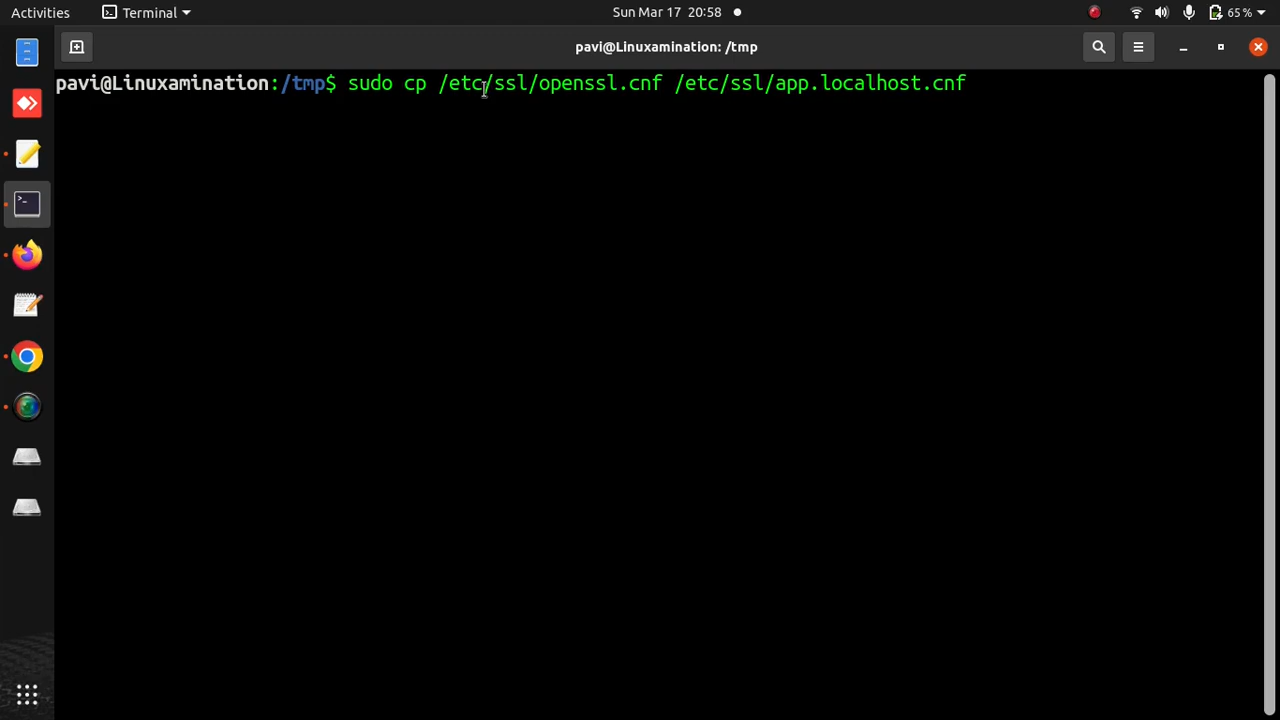 Activities Terminal Sun Mar 17 20:58 65%
pavi@Linuxamination: /tmp
pavi@Linuxamination:/tmp$ sudo cp /etc/ssl/openssl.cnf /etc/ssl/app.localhost.cnf